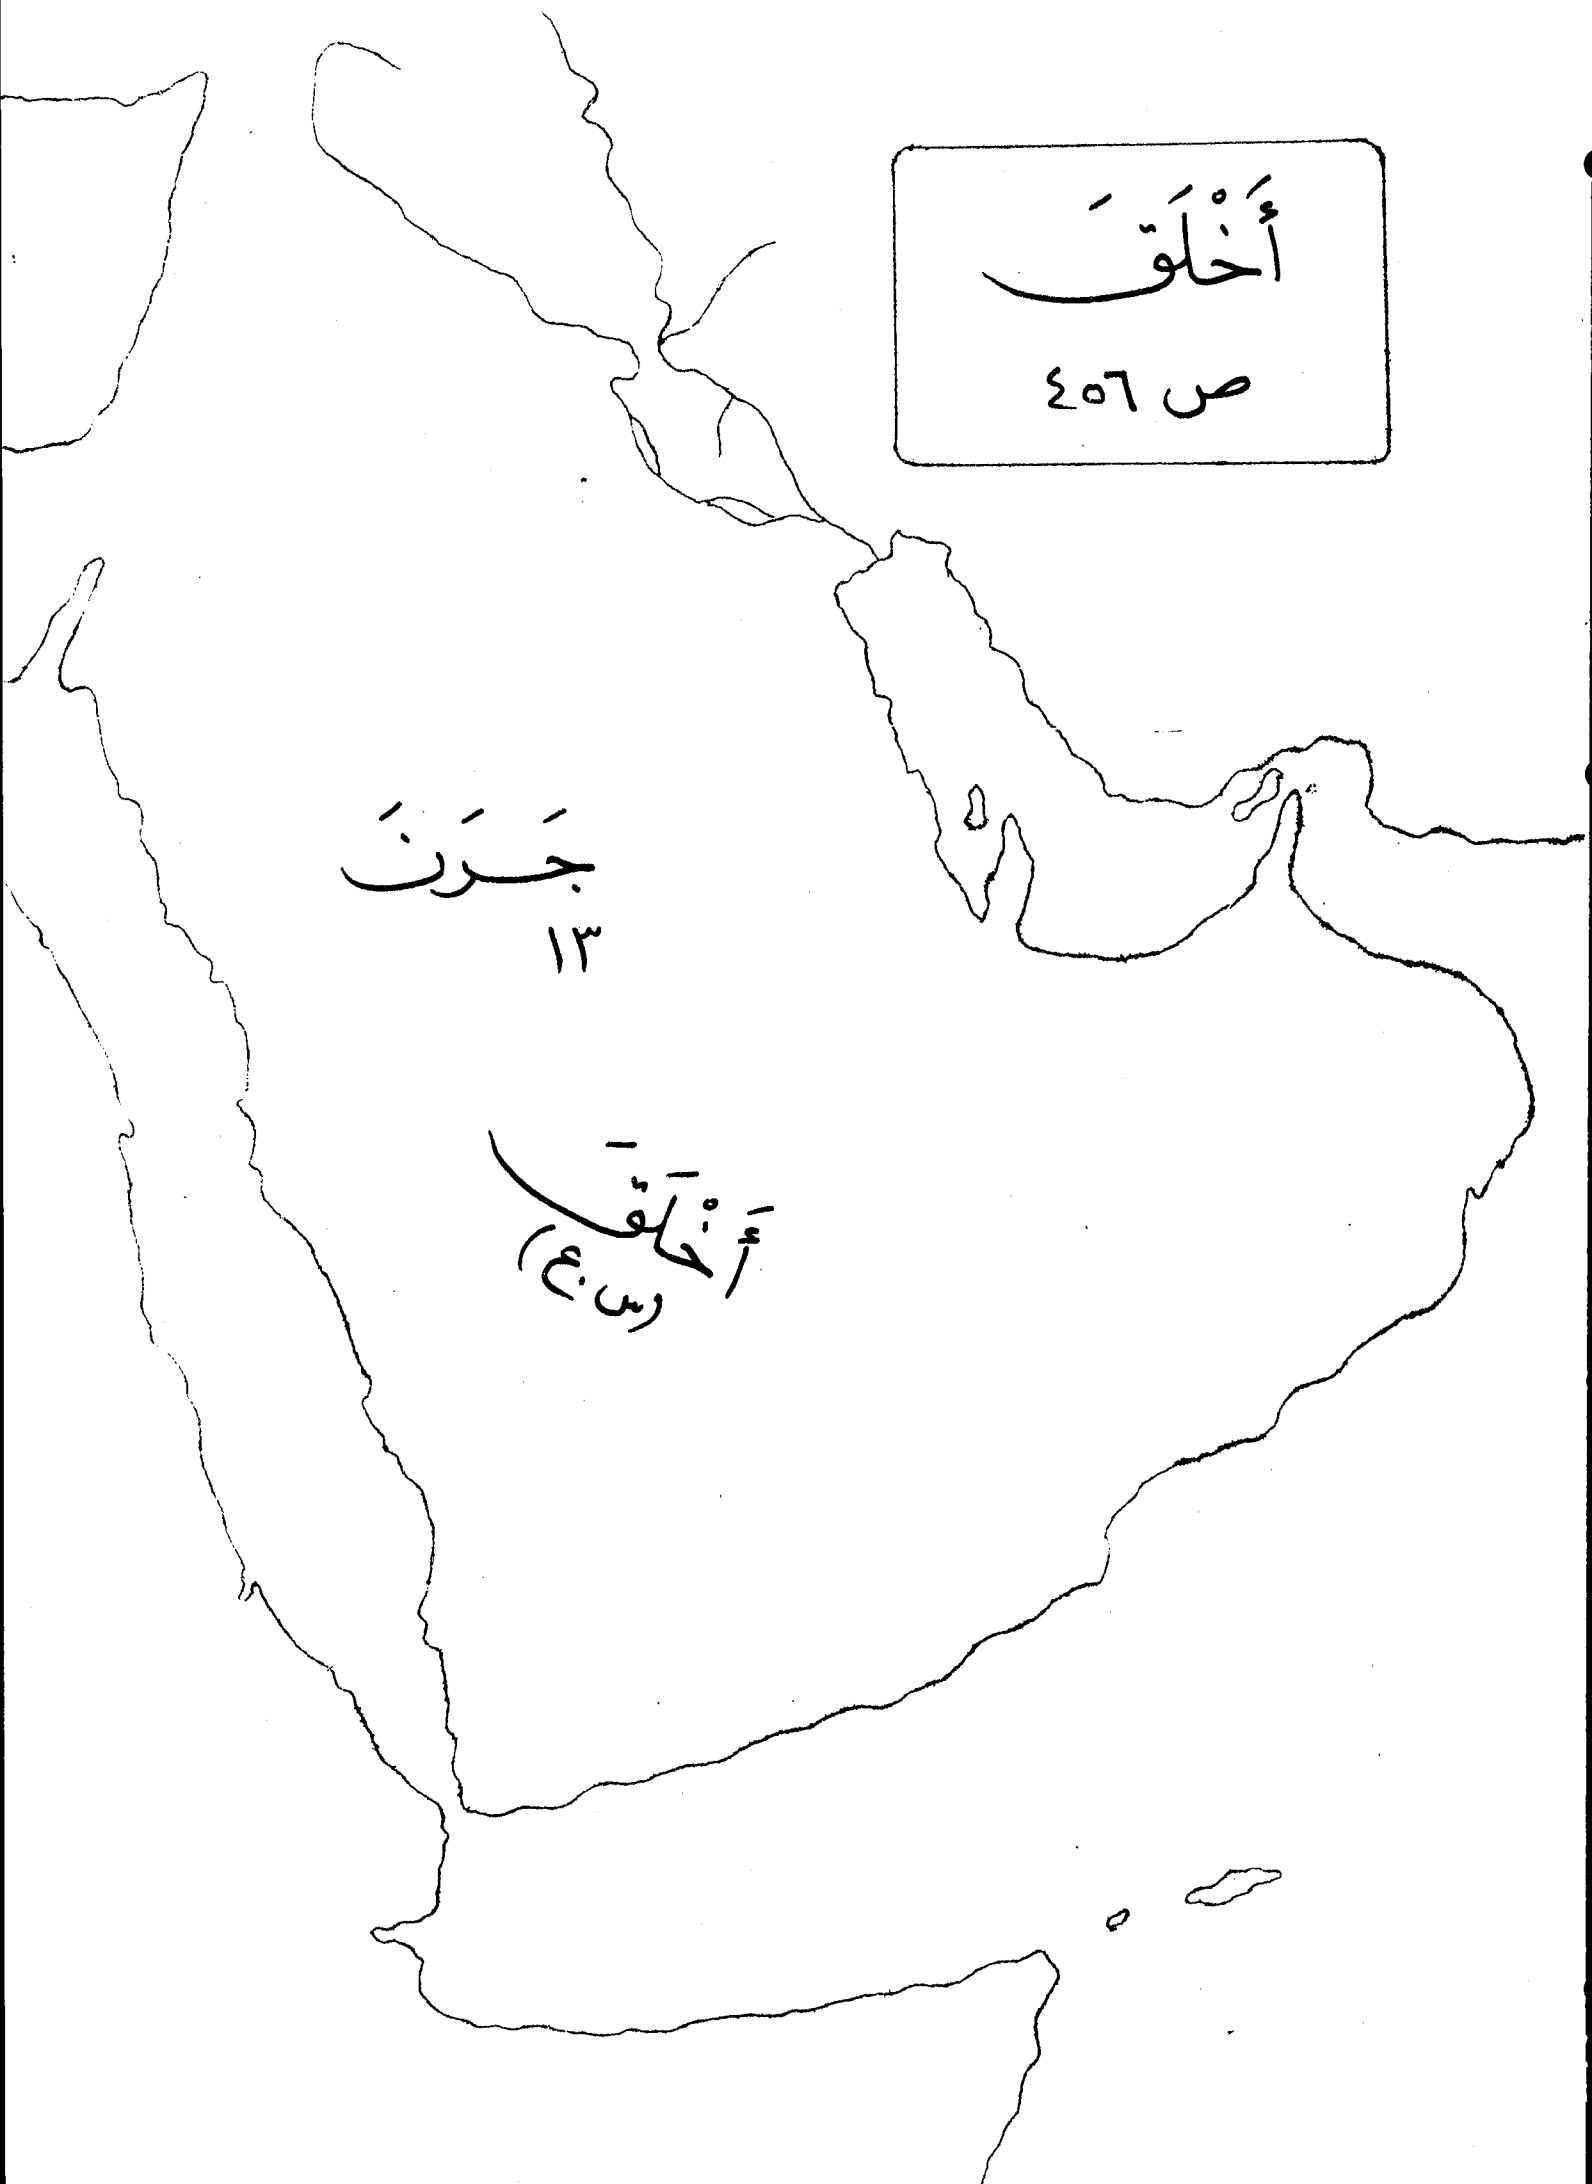 أَخْلَقَ
ص ٤٥٦
جَرَنَ
١٣
أَخْلَقَ
(س.ع)